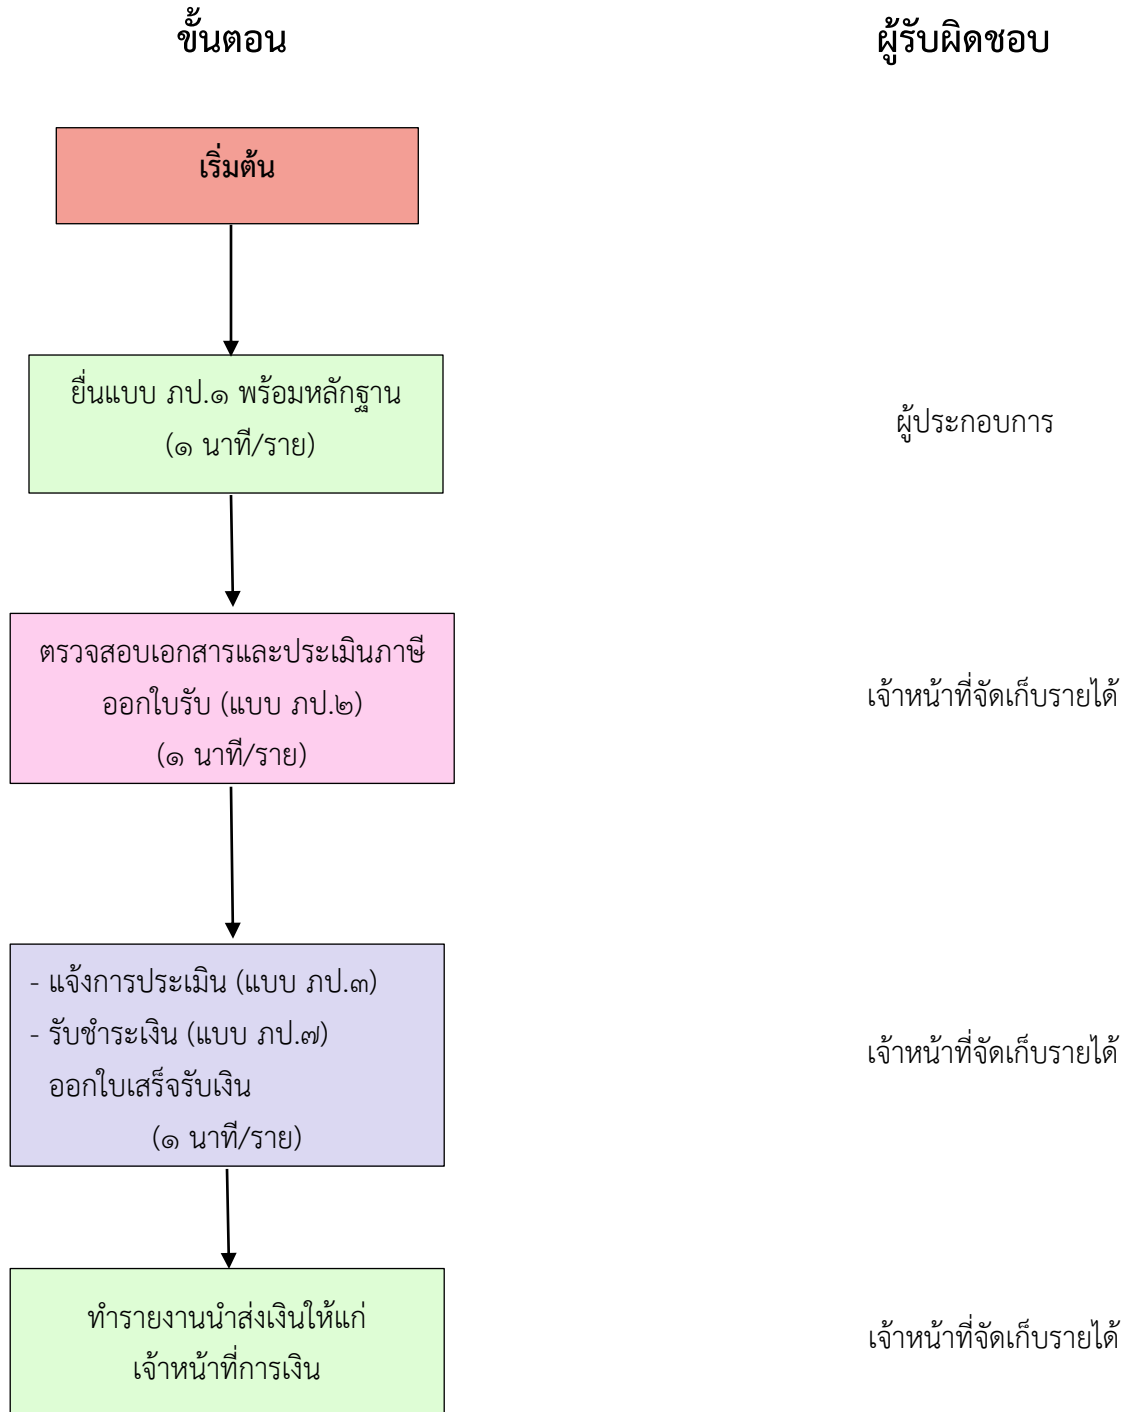 ขั้นตอน
ผู้รับผิดชอบ
เริ่มต้น
ยื่นแบบ ภป.๑ พร้อมหลักฐาน
(๑ นาที/ราย)
ผู้ประกอบการ
ตรวจสอบเอกสารและประเมินภาษี
ออกใบรับ (แบบ ภป.๒)
(๑ นาที/ราย)
เจ้าหน้าที่จัดเก็บรายได้
- แจ้งการประเมิน (แบบ ภป.๓)
- รับชำระเงิน (แบบ ภป.๗)
ออกใบเสร็จรับเงิน
(๑ นาที/ราย)
เจ้าหน้าที่จัดเก็บรายได้
ทำรายงานนำส่งเงินให้แก่
เจ้าหน้าที่การเงิน
เจ้าหน้าที่จัดเก็บรายได้